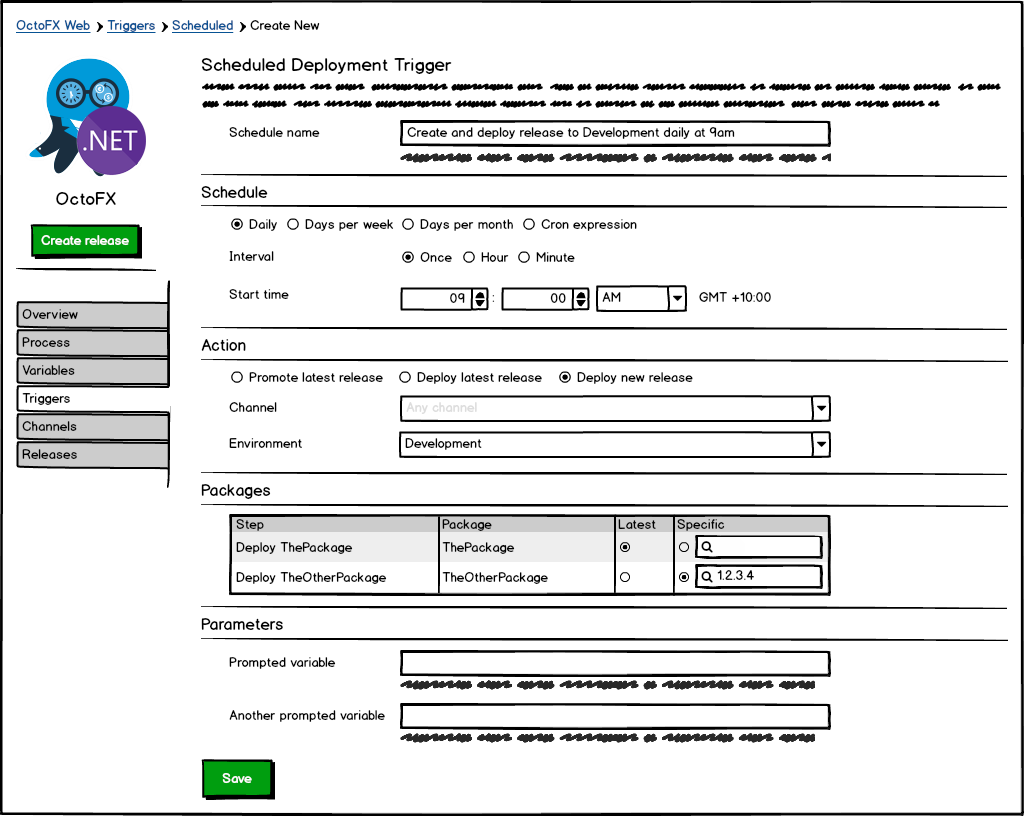 OctoFX Web Triggers Scheduled Create New
.NET
OctoFX
Create release
Overview
Process
Variables
Triggers
Channels
Releases
Scheduled Deployment Trigger
Schedule name Create and deploy release to Development daily at 9am
Schedule
Daily Days per week Days per month Cron expression
Interval Once Hour Minute
Start time 09 : 00 AM GMT +10:00
Action
Promote latest release Deploy latest release Deploy new release
Channel Any channel
Environment Development
Packages
Step Package Latest Specific
Deploy ThePackage ThePackage
Deploy TheOtherPackage TheOtherPackage 1.2.3.4
Parameters
Prompted variable
Another prompted variable
Save